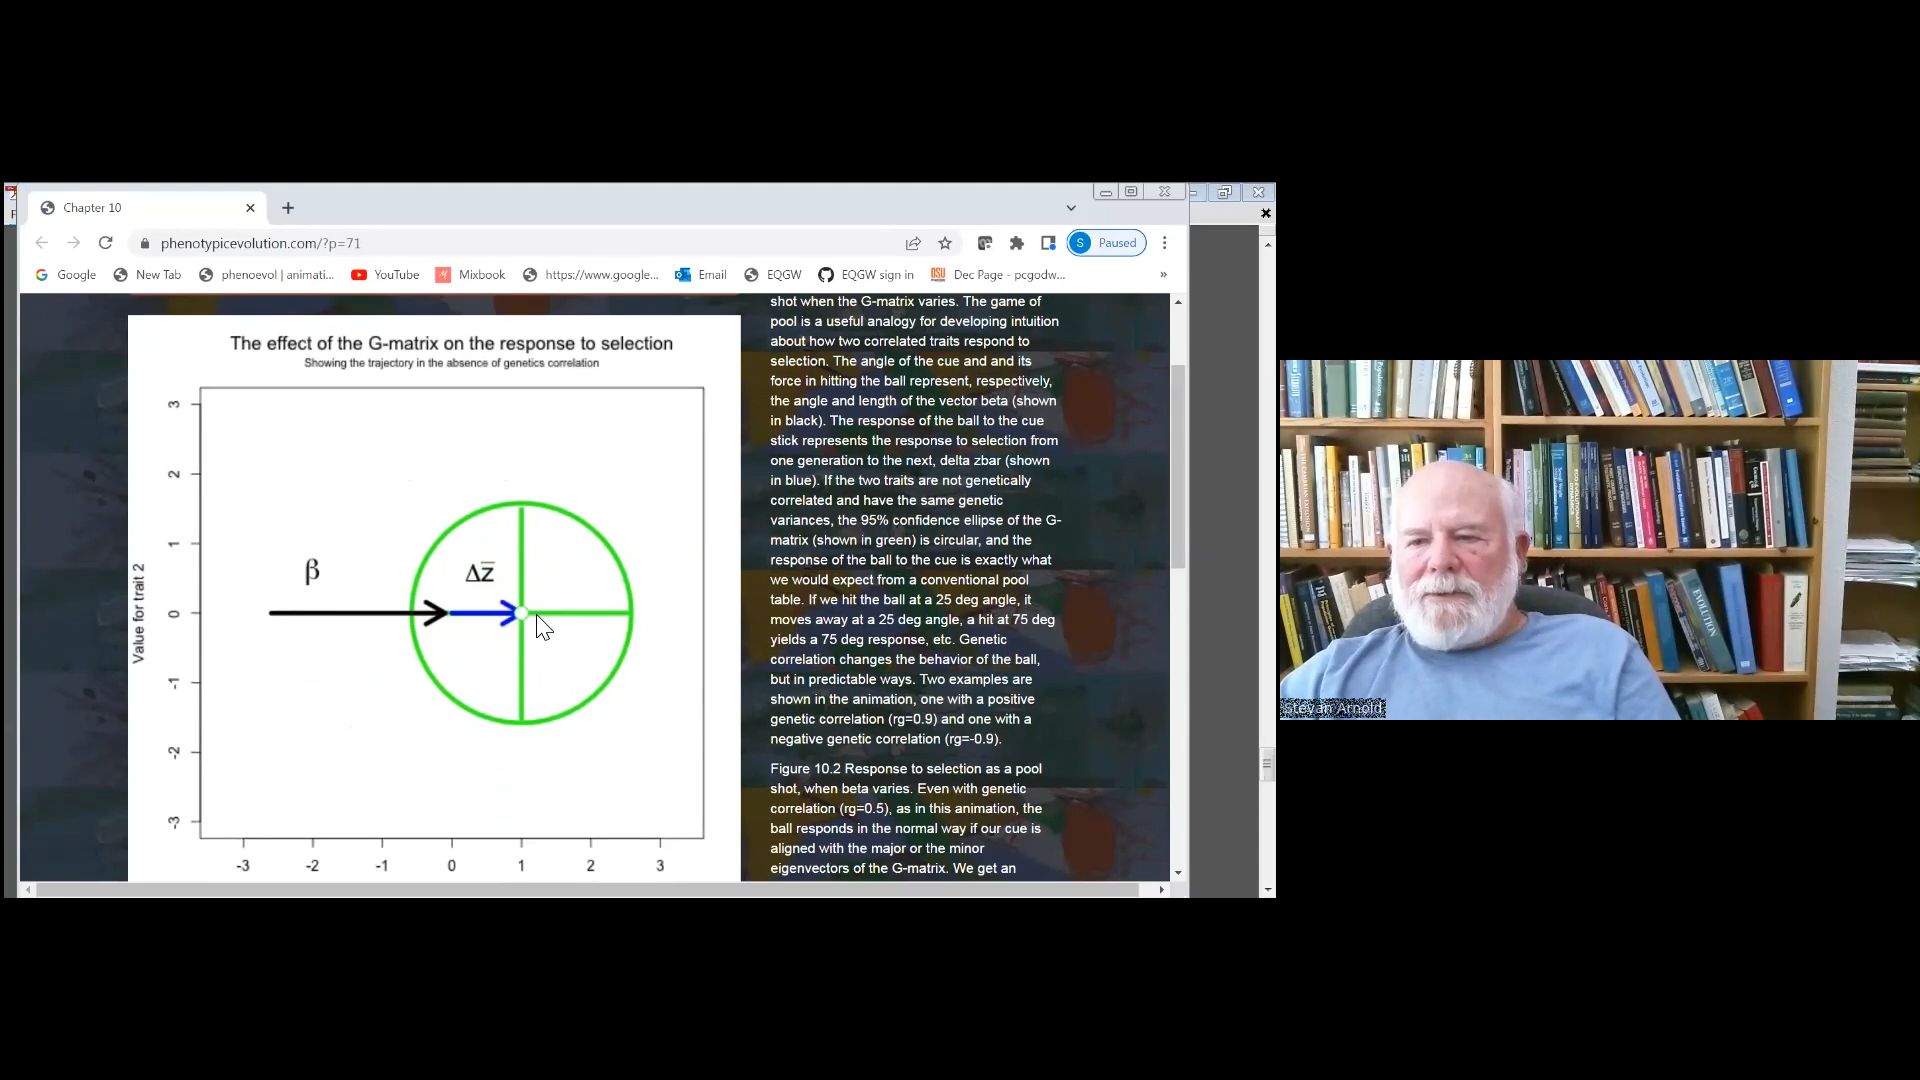 Chapter 10
phenotypicevolution.com/?p=71
S Paused
Google
New Tab
phenoevol | animati...
YouTube
Mixbook
https://www.google...
Email
EQGW
EQGW sign in
Dec Page - pcgodw...
»
The effect of the G-matrix on the response to selection
Showing the trajectory in the absence of genetics correlation
Value for trait 2
3
2
1
0
-1
-2
-3
β
Δz̅
-3 -2 -1 0 1 2 3
shot when the G-matrix varies. The game of
pool is a useful analogy for developing intuition
about how two correlated traits respond to
selection. The angle of the cue and and its
force in hitting the ball represent, respectively,
the angle and length of the vector beta (shown
in black). The response of the ball to the cue
stick represents the response to selection from
one generation to the next, delta zbar (shown
in blue). If the two traits are not genetically
correlated and have the same genetic
variances, the 95% confidence ellipse of the G-
matrix (shown in green) is circular, and the
response of the ball to the cue is exactly what
we would expect from a conventional pool
table. If we hit the ball at a 25 deg angle, it
moves away at a 25 deg angle, a hit at 75 deg
yields a 75 deg response, etc. Genetic
correlation changes the behavior of the ball,
but in predictable ways. Two examples are
shown in the animation, one with a positive
genetic correlation (rg=0.9) and one with a
negative genetic correlation (rg=-0.9).
Figure 10.2 Response to selection as a pool
shot, when beta varies. Even with genetic
correlation (rg=0.5), as in this animation, the
ball responds in the normal way if our cue is
aligned with the major or the minor
eigenvectors of the G-matrix. We get an
Stevan Arnold
EVOLUTION